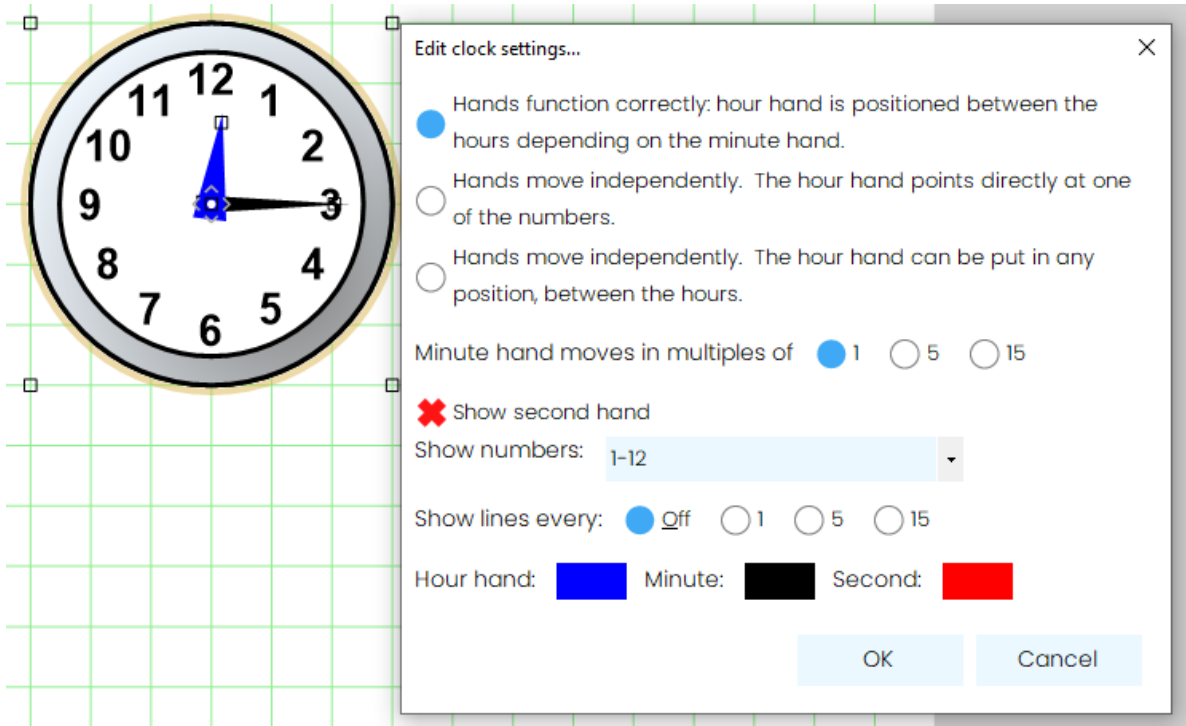 Edit clock settings...
12
11 1
10 2
9 3
8 4
7 5
6
Hands function correctly: hour hand is positioned between the
hours depending on the minute hand.
Hands move independently. The hour hand points directly at one
of the numbers.
Hands move independently. The hour hand can be put in any
position, between the hours.
Minute hand moves in multiples of 1 5 15
Show second hand
Show numbers: 1-12
Show lines every: Off 1 5 15
Hour hand: Minute: Second:
OK Cancel